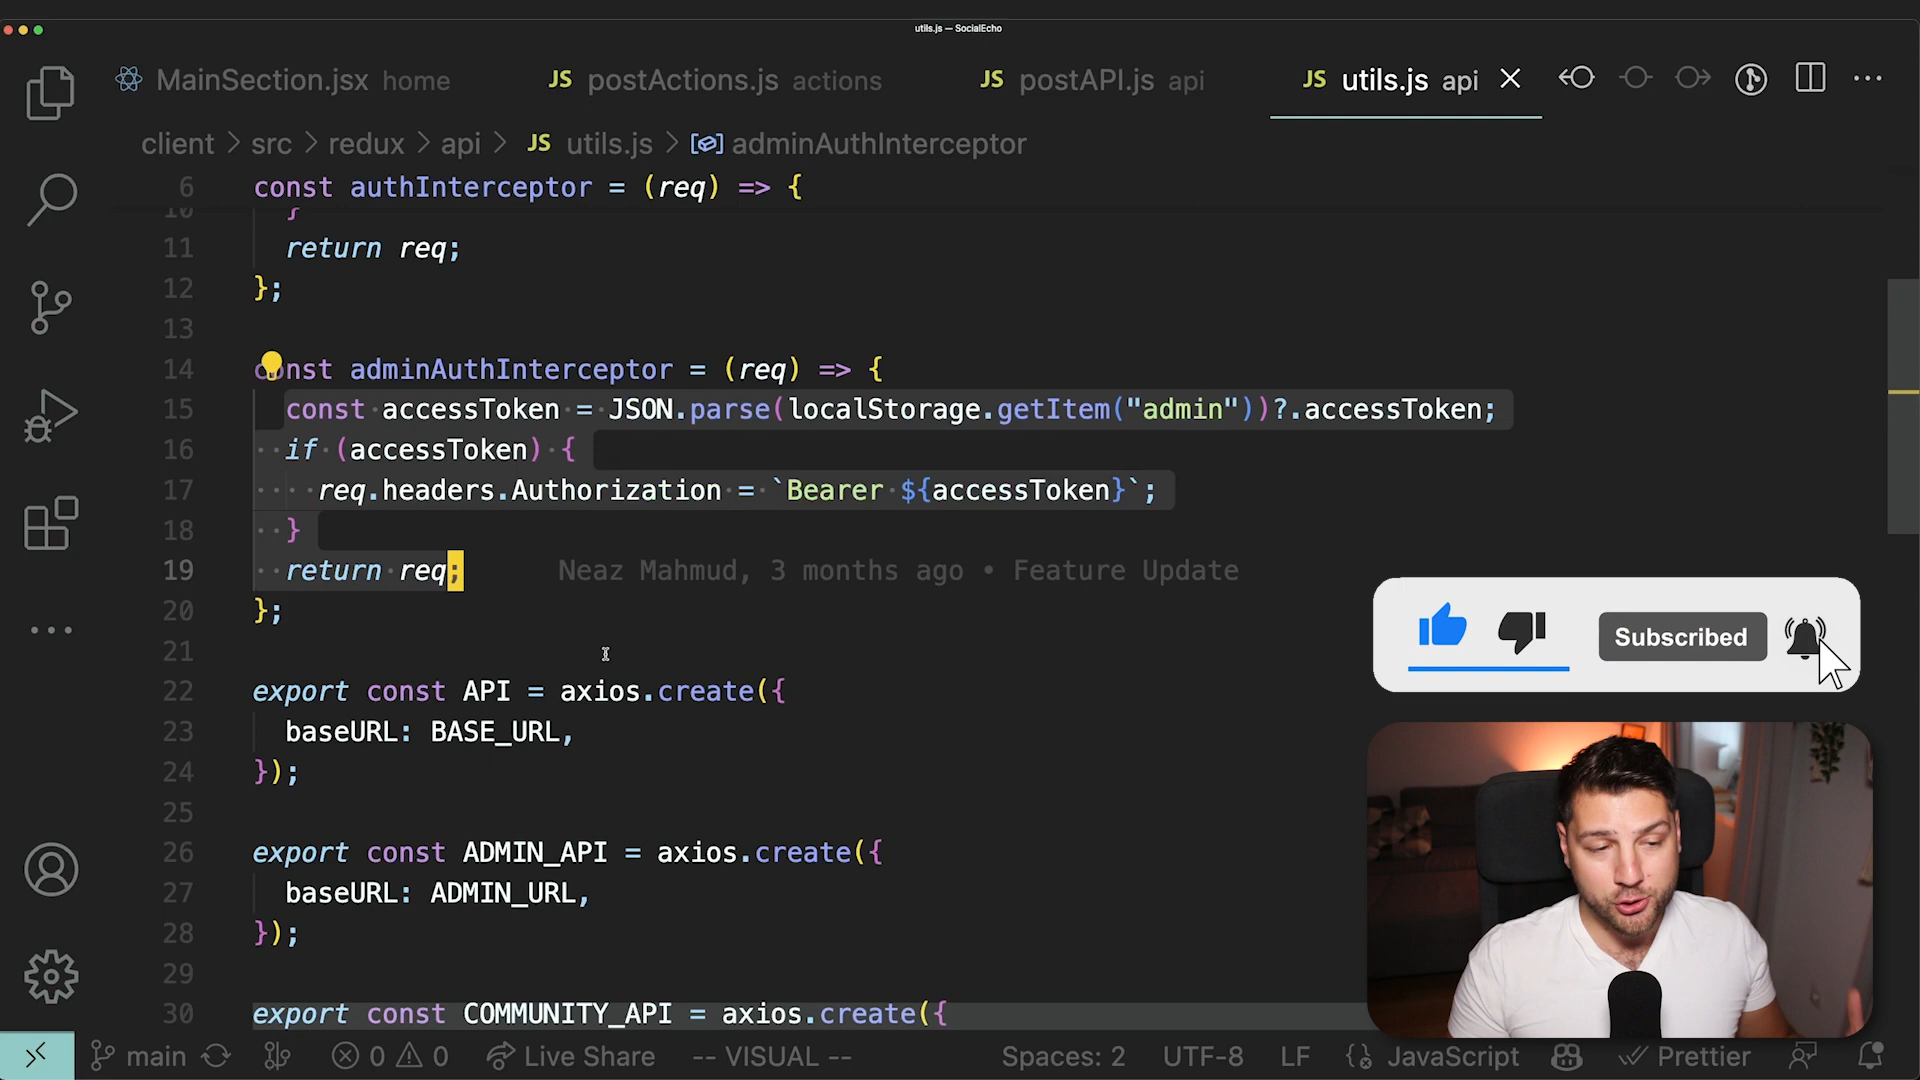 utils.js — SocialEcho
MainSection.jsx home
JS postActions.js actions
JS postAPI.js api
JS utils.js api
client > src > redux > api > JS utils.js > adminAuthInterceptor
6 const authInterceptor = (req) => {
10 }
11 return req;
12 };
13
14 const adminAuthInterceptor = (req) => {
15 const accessToken = JSON.parse(localStorage.getItem("admin"))?.accessToken;
16 if (accessToken) {
17 req.headers.Authorization = `Bearer ${accessToken}`;
18 }
19 return req; Neaz Mahmud, 3 months ago • Feature Update
20 };
21
22 export const API = axios.create({
23 baseURL: BASE_URL,
24 });
25
26 export const ADMIN_API = axios.create({
27 baseURL: ADMIN_URL,
28 });
29
30 export const COMMUNITY_API = axios.create({
Subscribed
main 0 0 Live Share -- VISUAL -- Spaces: 2 UTF-8 LF JavaScript Prettier